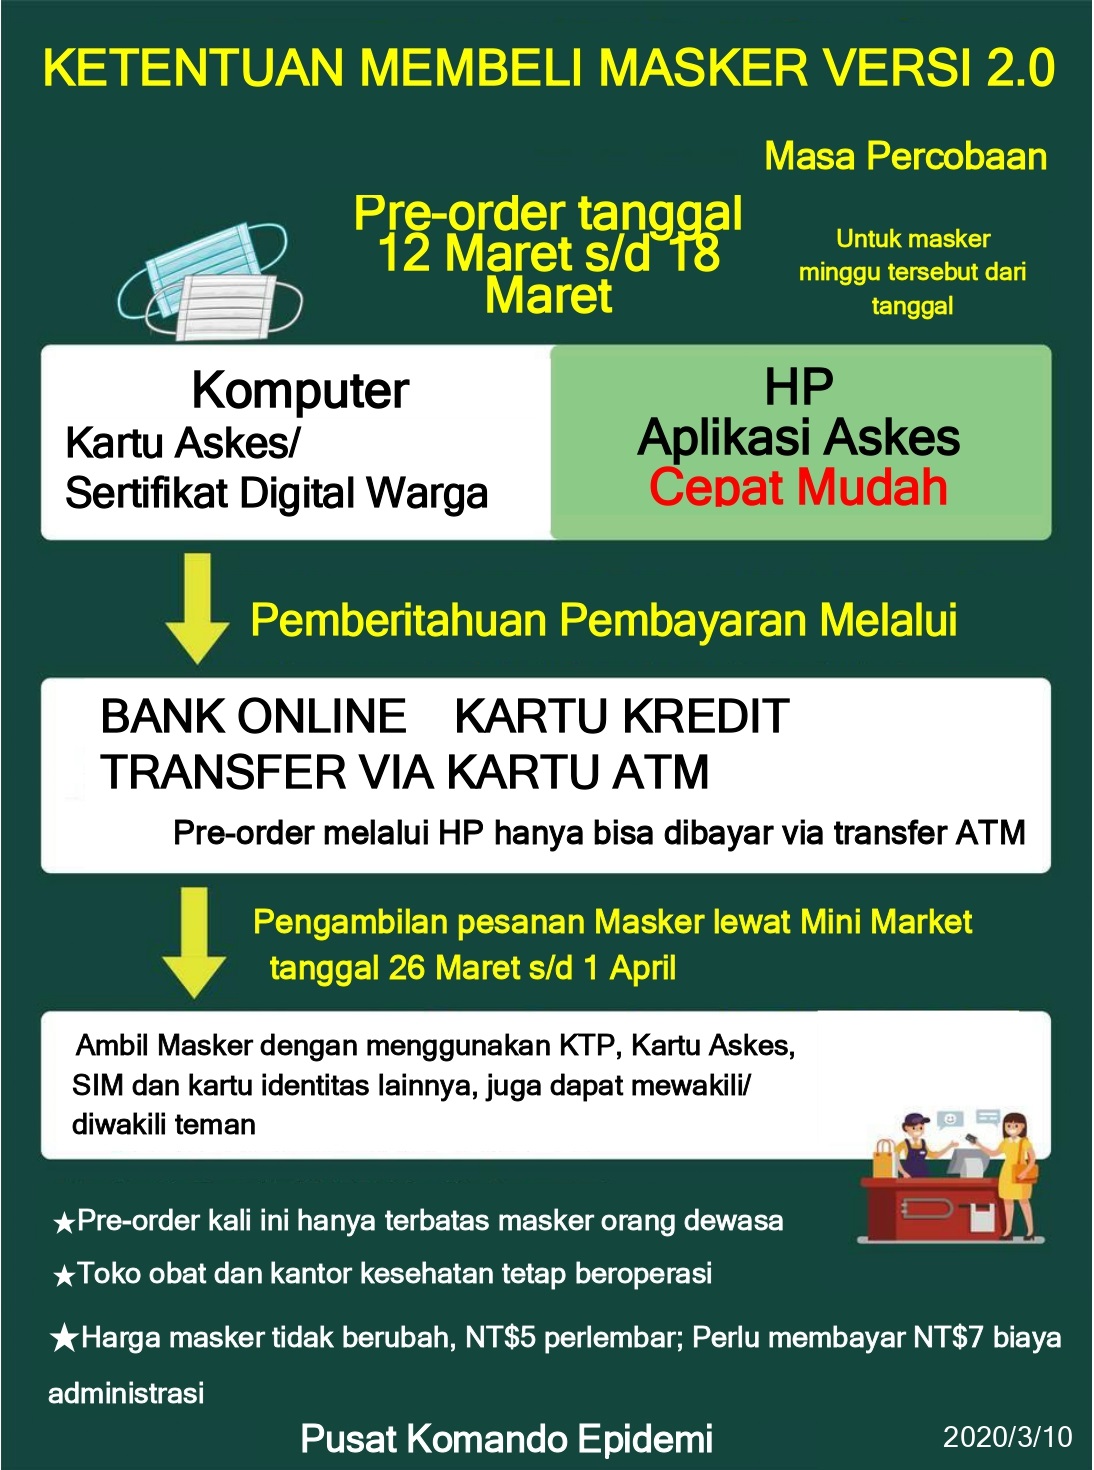 KETENTUAN MEMBELI MASKER VERSI 2.0
Masa Percobaan
Pre-order tanggal
12 Maret s/d 18
Maret
Untuk masker
minggu tersebut dari
tanggal
Komputer
Kartu Askes/
Sertifikat Digital Warga
HP
Aplikasi Askes
Cepat Mudah
Pemberitahuan Pembayaran Melalui
BANK ONLINE KARTU KREDIT
TRANSFER VIA KARTU ATM
Pre-order melalui HP hanya bisa dibayar via transfer ATM
Pengambilan pesanan Masker lewat Mini Market
tanggal 26 Maret s/d 1 April
Ambil Masker dengan menggunakan KTP, Kartu Askes,
SIM dan kartu identitas lainnya, juga dapat mewakili/
diwakili teman
★Pre-order kali ini hanya terbatas masker orang dewasa
★Toko obat dan kantor kesehatan tetap beroperasi
★Harga masker tidak berubah, NT$5 perlembar; Perlu membayar NT$7 biaya
administrasi
Pusat Komando Epidemi
2020/3/10